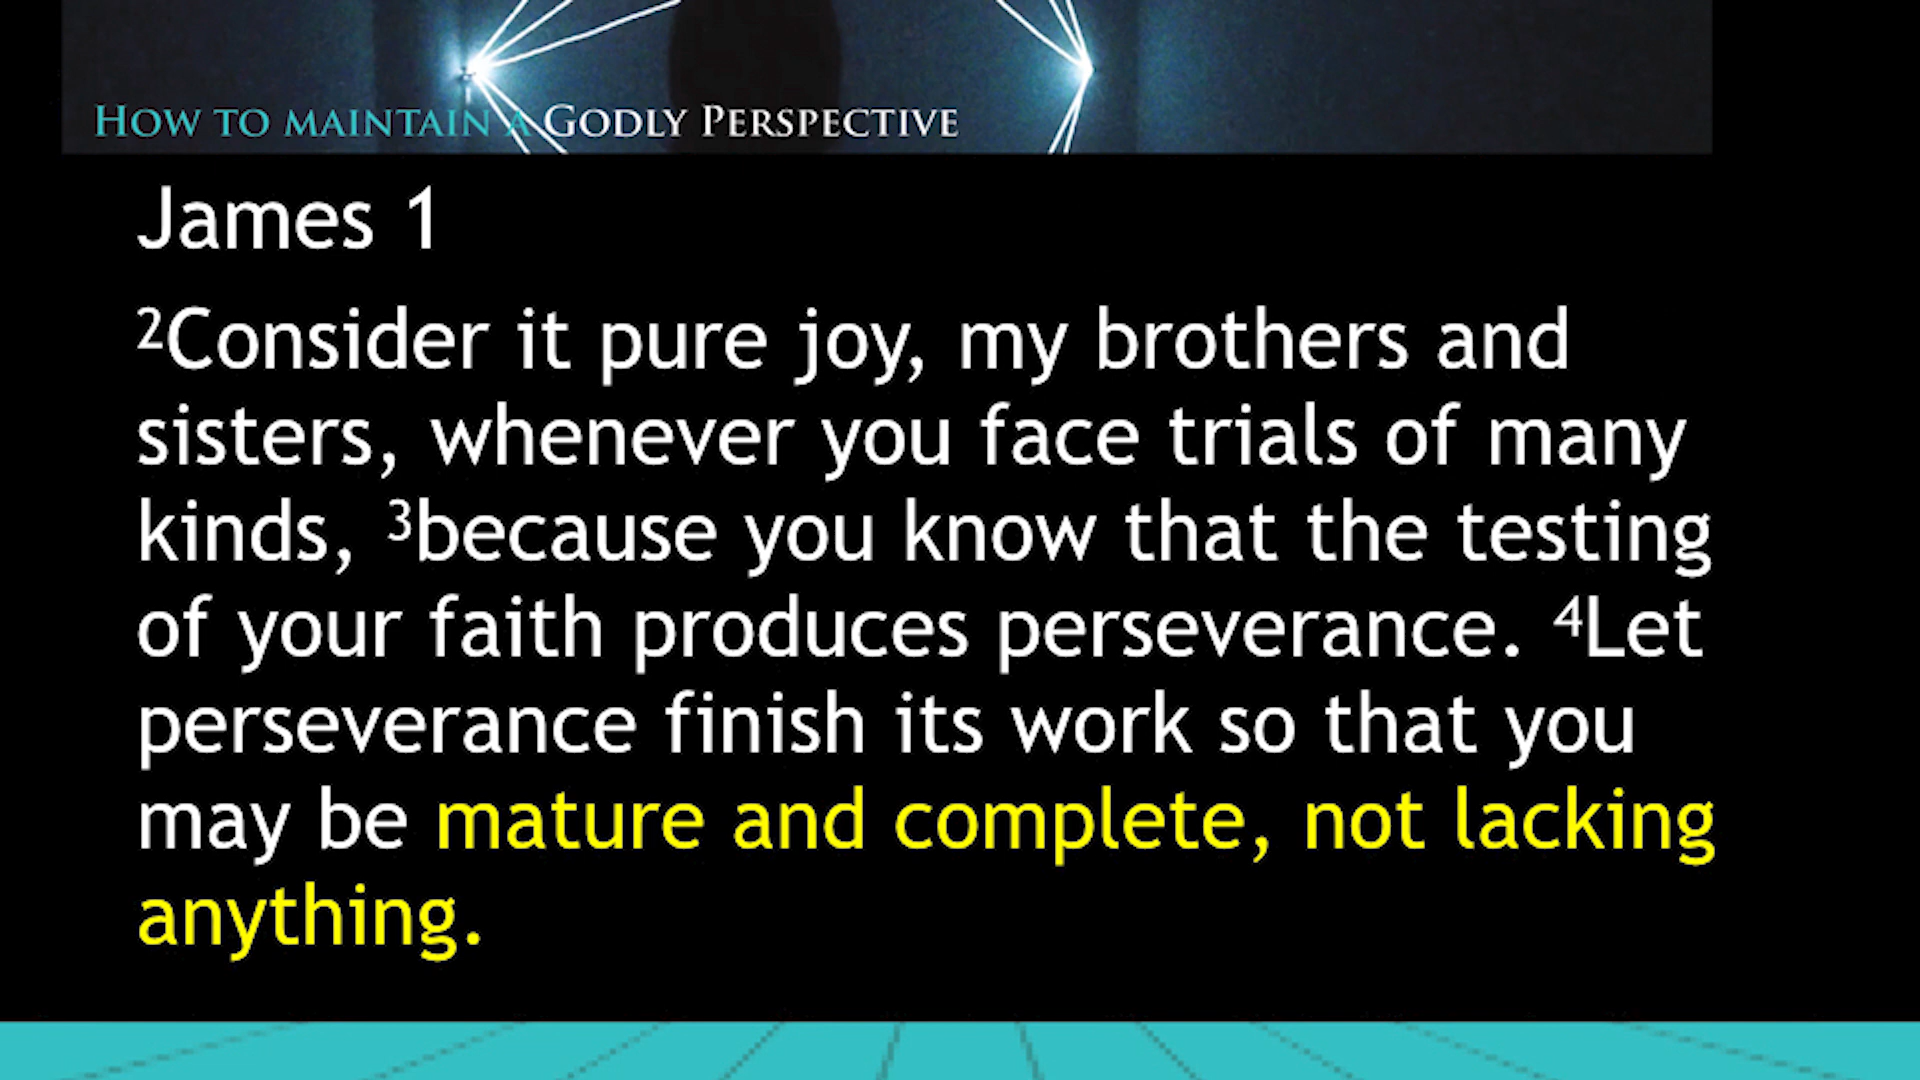 How to maintain a Godly Perspective
James 1
²Consider it pure joy, my brothers and
sisters, whenever you face trials of many
kinds, ³because you know that the testing
of your faith produces perseverance. ⁴Let
perseverance finish its work so that you
may be mature and complete, not lacking
anything.